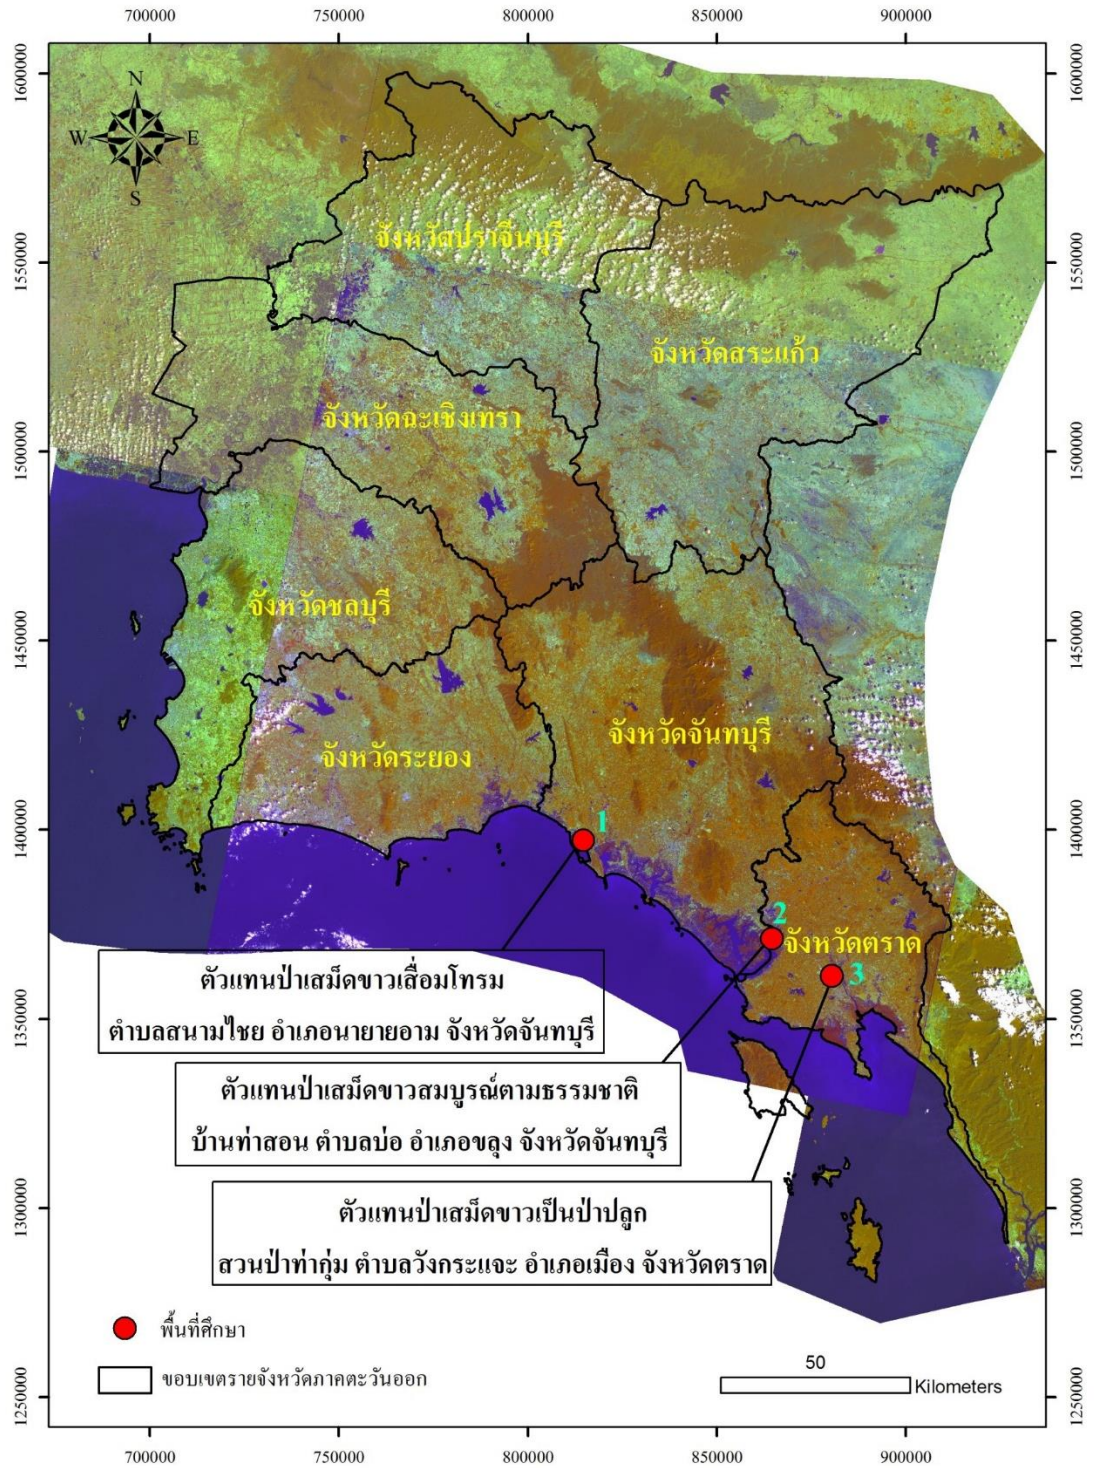 700000 750000 800000 850000 900000
1600000 1600000
N
W E
S
จังหวัดปราจีนบุรี
1550000 1550000
จังหวัดสระแก้ว
จังหวัดฉะเชิงเทรา
1500000 1500000
จังหวัดชลบุรี
1450000 1450000
จังหวัดจันทบุรี
จังหวัดระยอง
1400000 1400000
1
2
จังหวัดตราด
3
ตัวแทนป่าเสม็ดขาวเสื่อมโทรม
ตำบลสนามไชย อำเภอนายายอาม จังหวัดจันทบุรี
1350000 1350000
ตัวแทนป่าเสม็ดขาวสมบูรณ์ตามธรรมชาติ
บ้านท่าสอน ตำบลบ่อ อำเภอขลุง จังหวัดจันทบุรี
1300000 1300000
ตัวแทนป่าเสม็ดขาวเป็นป่าปลูก
สวนป่าท่ากุ่ม ตำบลวังกระแจะ อำเภอเมือง จังหวัดตราด
พื้นที่ศึกษา
ขอบเขตรายจังหวัดภาคตะวันออก
50
Kilometers
1250000 1250000
700000 750000 800000 850000 900000